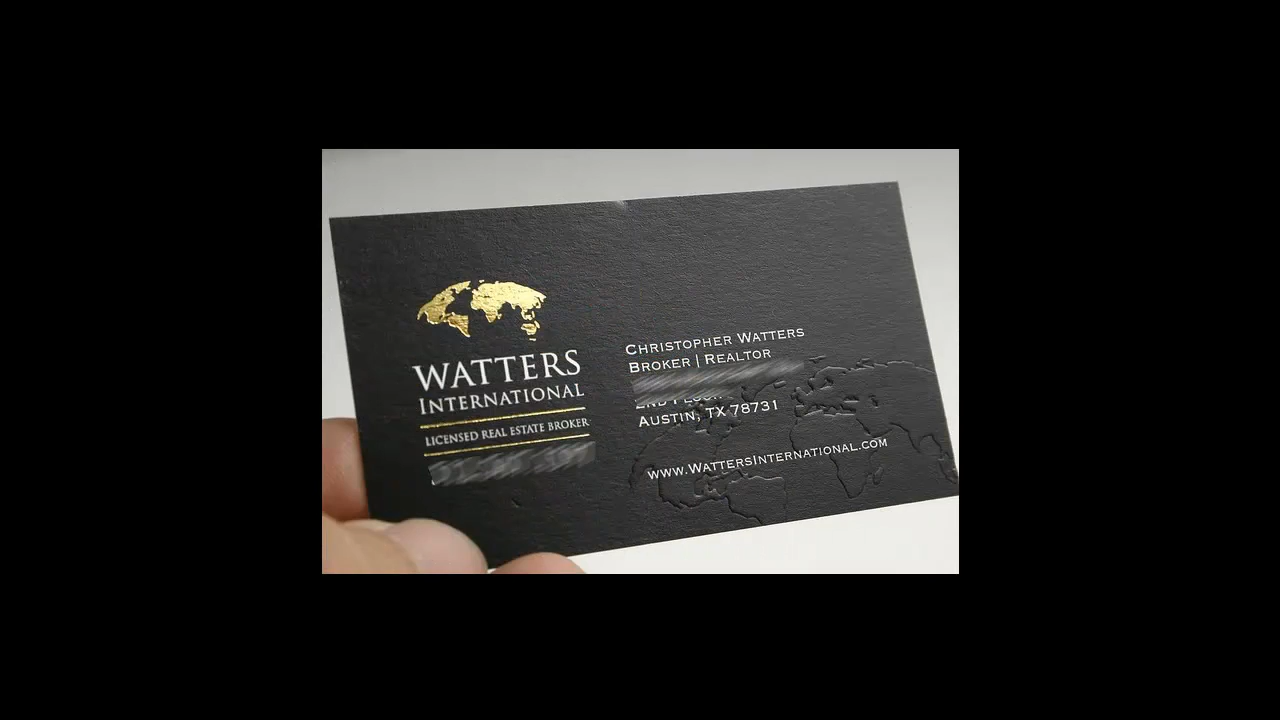 WATTERS
INTERNATIONAL
LICENSED REAL ESTATE BROKER
CHRISTOPHER WATTERS
BROKER | REALTOR
AUSTIN, TX 78731
WWW.WATTERSINTERNATIONAL.COM